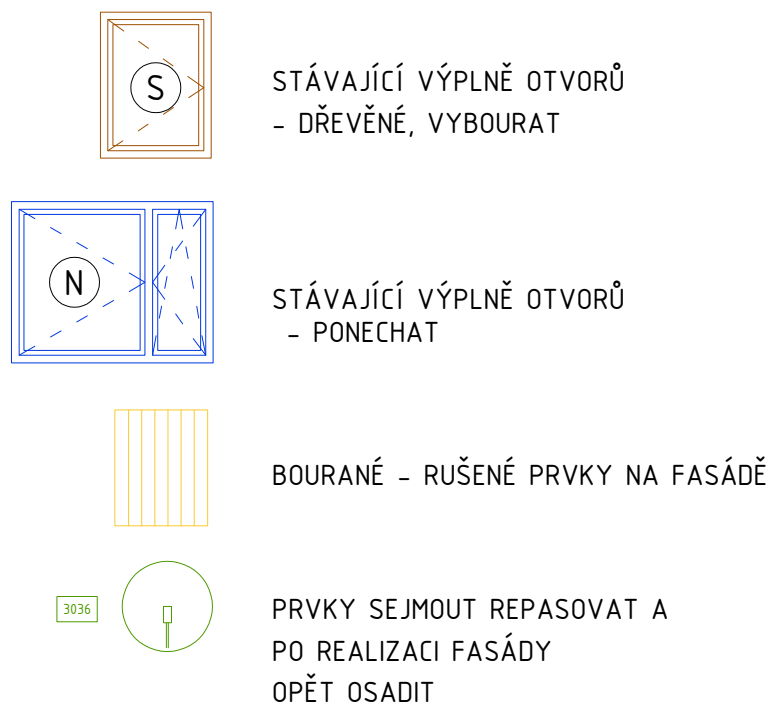 S
STÁVAJÍCÍ VÝPLNĚ OTVORŮ
- DŘEVĚNÉ, VYBOURAT
N
STÁVAJÍCÍ VÝPLNĚ OTVORŮ
- PONECHAT
BOURANÉ - RUŠENÉ PRVKY NA FASÁDĚ
3036
PRVKY SEJMOUT REPASOVAT A
PO REALIZACI FASÁDY
OPĚT OSADIT